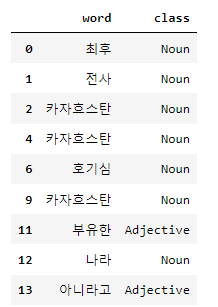 word class
0 최후 Noun
1 전사 Noun
2 카자흐스탄 Noun
4 카자흐스탄 Noun
6 호기심 Noun
9 카자흐스탄 Noun
11 부유한 Adjective
12 나라 Noun
13 아니라고 Adjective